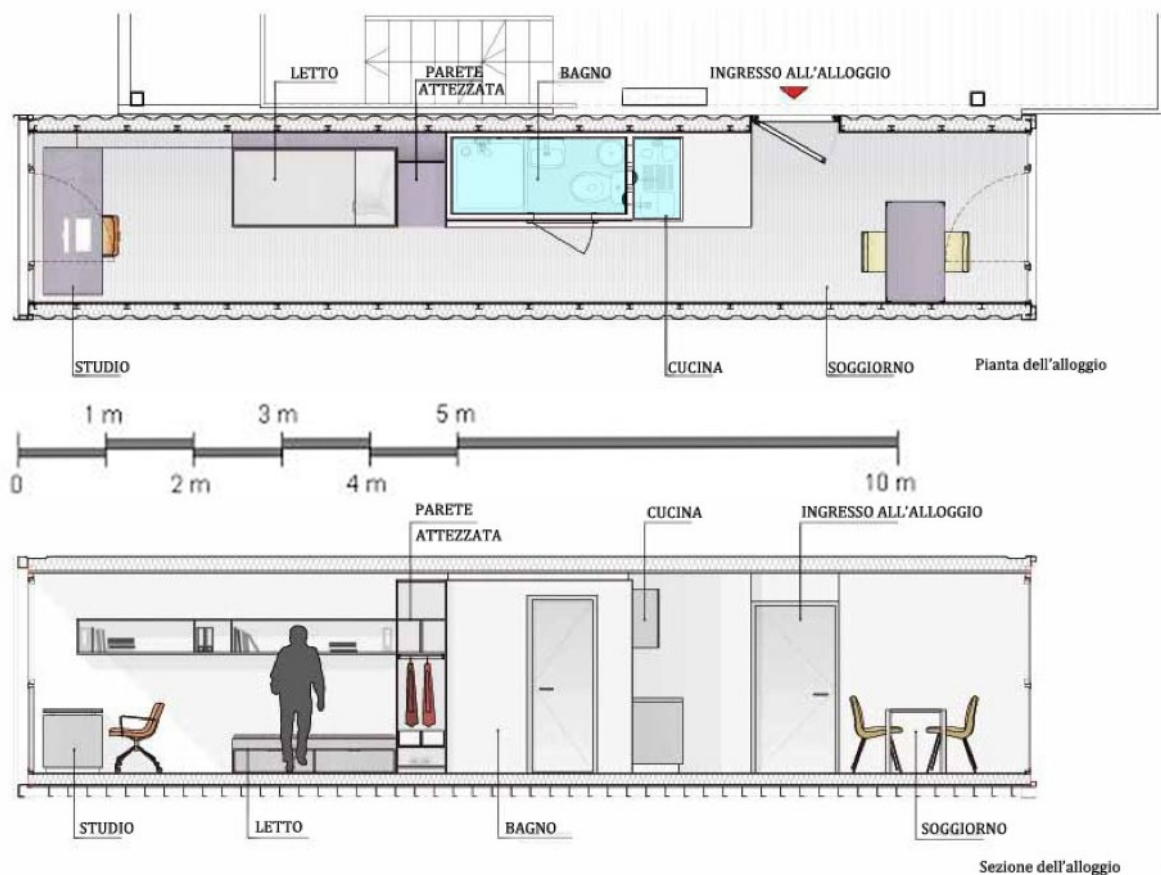 LETTO
PARETE
ATTEZZATA
BAGNO
INGRESSO ALL'ALLOGGIO
STUDIO
CUCINA
SOGGIORNO
Pianta dell'alloggio
1 m
3 m
5 m
0
2 m
4 m
10 m
PARETE
ATTEZZATA
CUCINA
INGRESSO ALL'ALLOGGIO
STUDIO
LETTO
BAGNO
SOGGIORNO
Sezione dell'alloggio